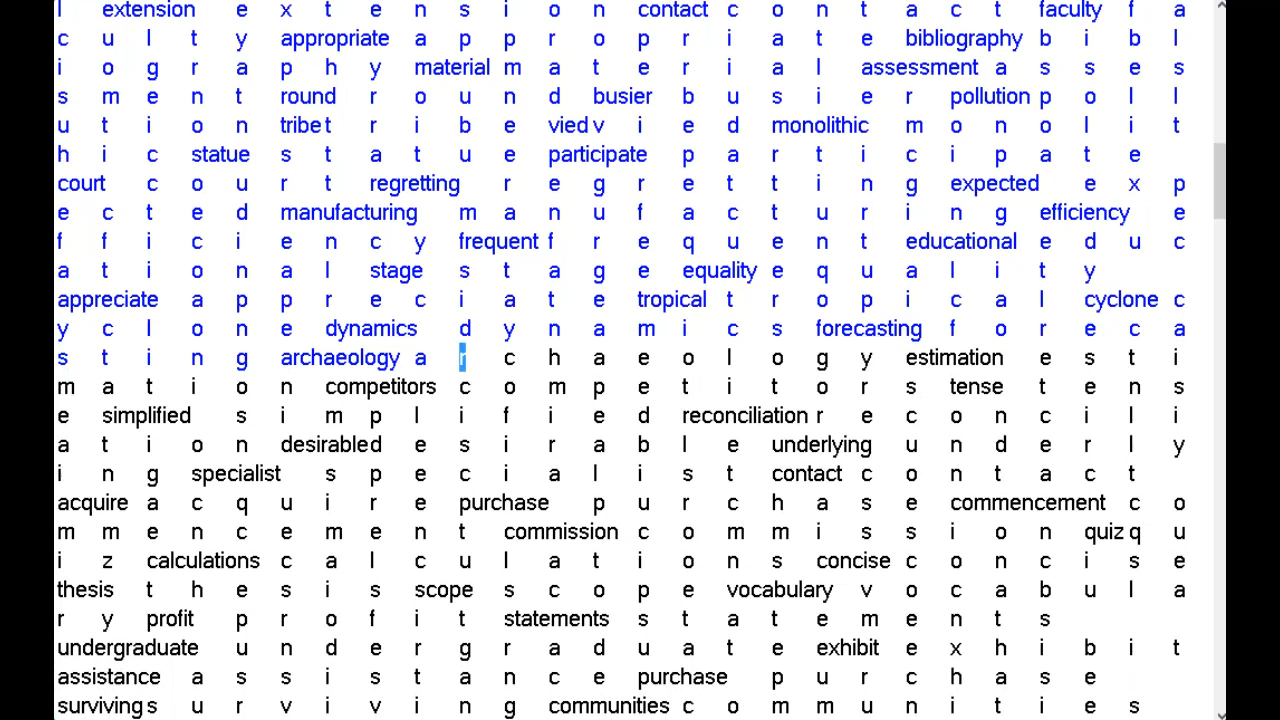 l extension e x t e n s i o n contact c o n t a c t faculty f a
c u l t y appropriate a p p r o p r i a t e bibliography b i b l
i o g r a p h y material m a t e r i a l assessment a s s e s
s m e n t round r o u n d busier b u s i e r pollution p o l l
u t i o n tribe t r i b e vied v i e d monolithic m o n o l i t
h i c statue s t a t u e participate p a r t i c i p a t e
court c o u r t regretting r e g r e t t i n g expected e x p
e c t e d manufacturing m a n u f a c t u r i n g efficiency e
f f i c i e n c y frequent f r e q u e n t educational e d u c
a t i o n a l stage s t a g e equality e q u a l i t y
appreciate a p p r e c i a t e tropical t r o p i c a l cyclone c
y c l o n e dynamics d y n a m i c s forecasting f o r e c a
s t i n g archaeology a r c h a e o l o g y estimation e s t i
m a t i o n competitors c o m p e t i t o r s tense t e n s
e simplified s i m p l i f i e d reconciliation r e c o n c i l i
a t i o n desirable d e s i r a b l e underlying u n d e r l y
i n g specialist s p e c i a l i s t contact c o n t a c t
acquire a c q u i r e purchase p u r c h a s e commencement c o
m m e n c e m e n t commission c o m m i s s i o n quiz q u
i z calculations c a l c u l a t i o n s concise c o n c i s e
thesis t h e s i s scope s c o p e vocabulary v o c a b u l a
r y profit p r o f i t statements s t a t e m e n t s
undergraduate u n d e r g r a d u a t e exhibit e x h i b i t
assistance a s s i s t a n c e purchase p u r c h a s e
surviving s u r v i v i n g communities c o m m u n i t i e s